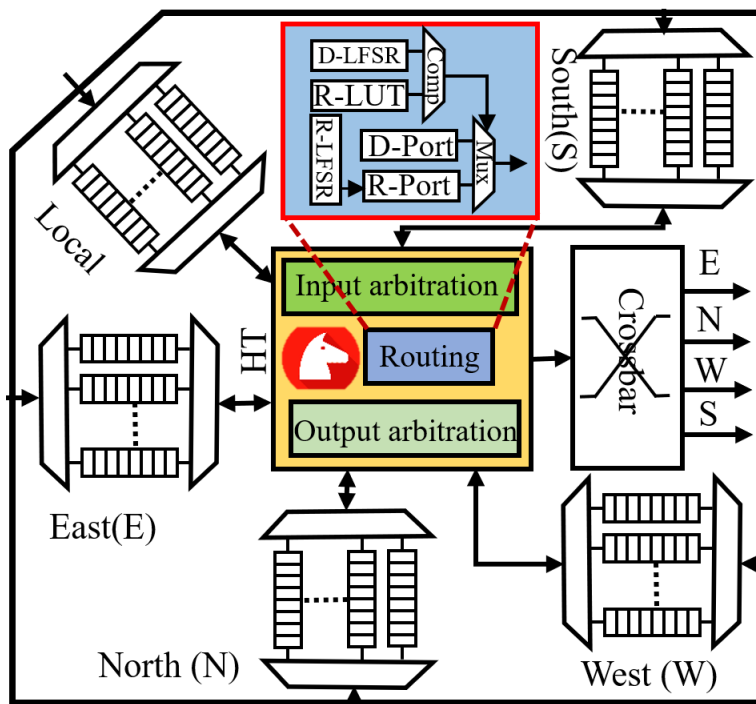 D-LFSR
R-LUT
Comp
R-LFSR
D-Port
R-Port
Mux
South(S)
Local
Input arbitration
HT
Routing
Output arbitration
Crossbar
E
N
W
S
East(E)
North (N)
West (W)